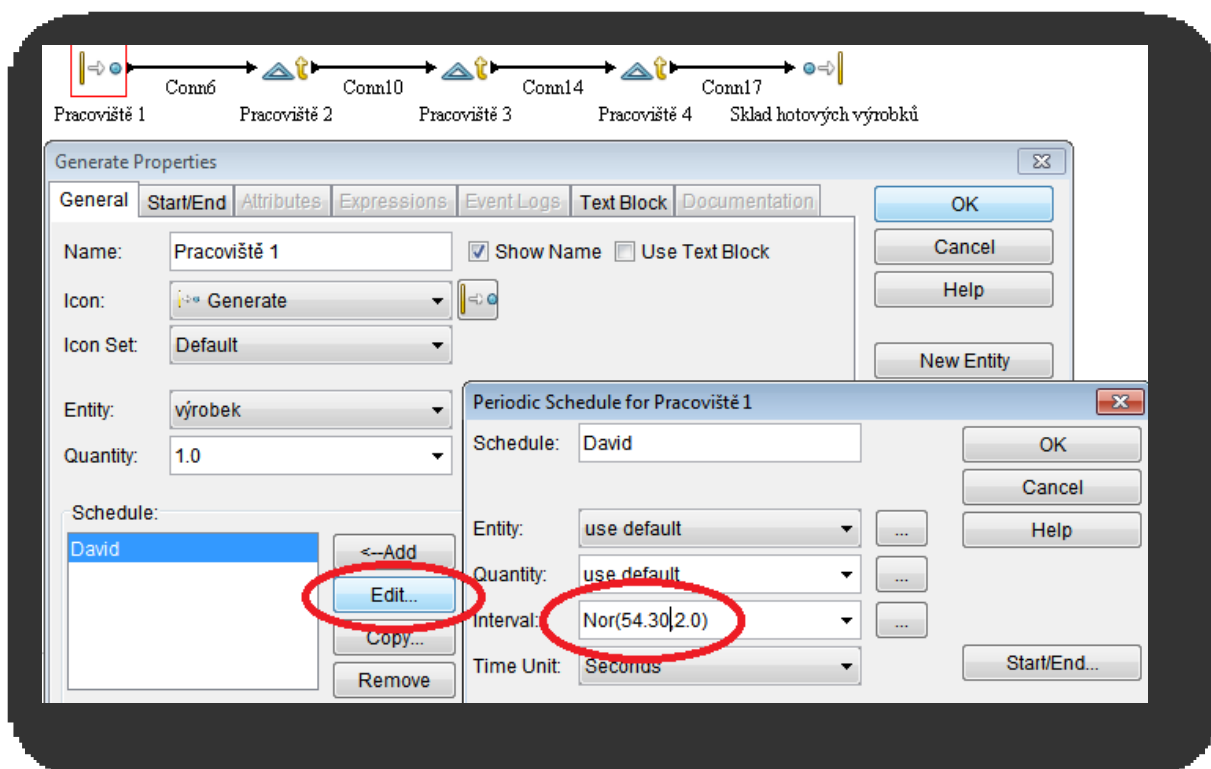 Conn6 Conn10 Conn14 Conn17
Pracoviště 1 Pracoviště 2 Pracoviště 3 Pracoviště 4 Sklad hotových výrobků
Generate Properties
General Start/End Attributes Expressions Event Logs Text Block Documentation
OK
Name: Pracoviště 1 Show Name Use Text Block
Cancel
Icon: Generate
Help
Icon Set: Default
New Entity
Entity: výrobek
Quantity: 1.0
Schedule:
David
<--Add
Edit...
Copy...
Remove
Periodic Schedule for Pracoviště 1
Schedule: David
OK
Cancel
Entity: use default ...
Help
Quantity: use default ...
Interval: Nor(54.30,2.0) ...
Time Unit: Seconds
Start/End...